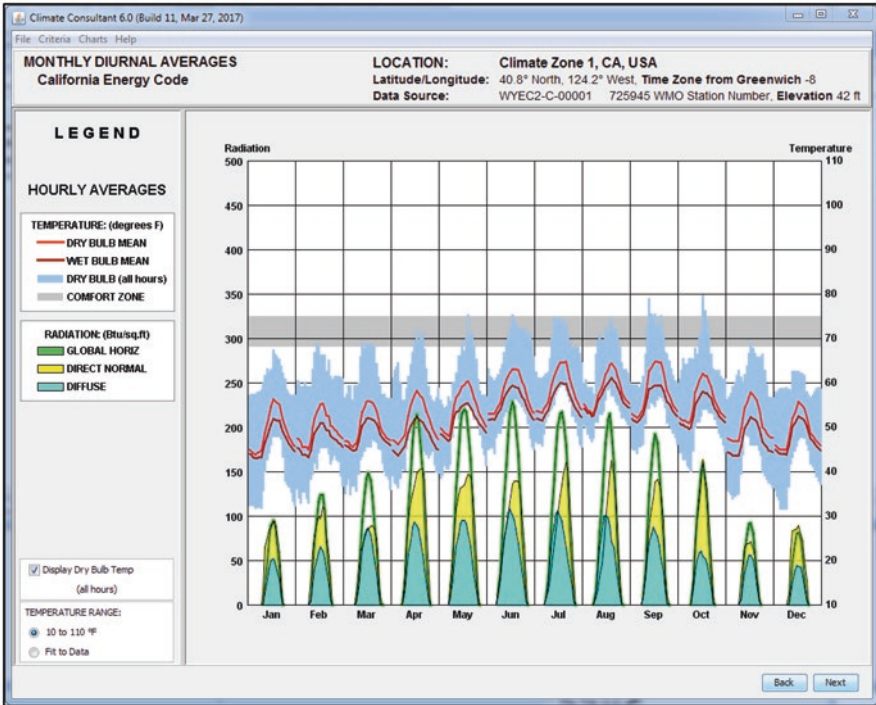 Climate Consultant 6.0 (Build 11, Mar 27, 2017)
File Criteria Charts Help
MONTHLY DIURNAL AVERAGES
California Energy Code
LOCATION: Climate Zone 1, CA, USA
Latitude/Longitude: 40.8° North, 124.2° West, Time Zone from Greenwich -8
Data Source: WYEC2-C-00001 725945 WMO Station Number, Elevation 42 ft
LEGEND
HOURLY AVERAGES
TEMPERATURE: (degrees F)
DRY BULB MEAN
WET BULB MEAN
DRY BULB (all hours)
COMFORT ZONE
RADIATION: (Btu/sq.ft)
GLOBAL HORIZ
DIRECT NORMAL
DIFFUSE
Display Dry Bulb Temp
(all hours)
TEMPERATURE RANGE:
10 to 110 °F
Fit to Data
Radiation
500
450
400
350
300
250
200
150
100
50
0
Temperature
110
100
90
80
70
60
50
40
30
20
10
Jan Feb Mar Apr May Jun Jul Aug Sep Oct Nov Dec
Back Next